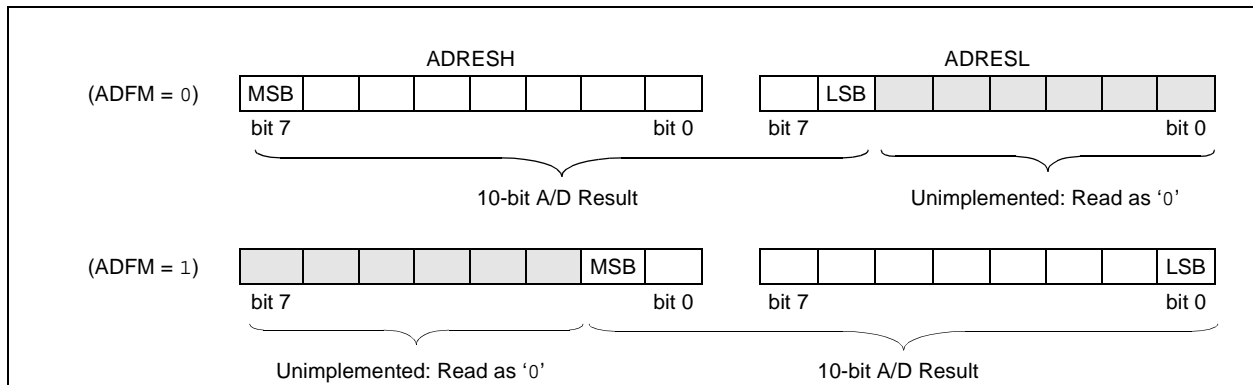 ADRESH ADRESL
(ADFM = 0) MSB LSB
bit 7 bit 0 bit 7 bit 0
10-bit A/D Result Unimplemented: Read as ‘0’
(ADFM = 1) MSB LSB
bit 7 bit 0 bit 7 bit 0
Unimplemented: Read as ‘0’ 10-bit A/D Result